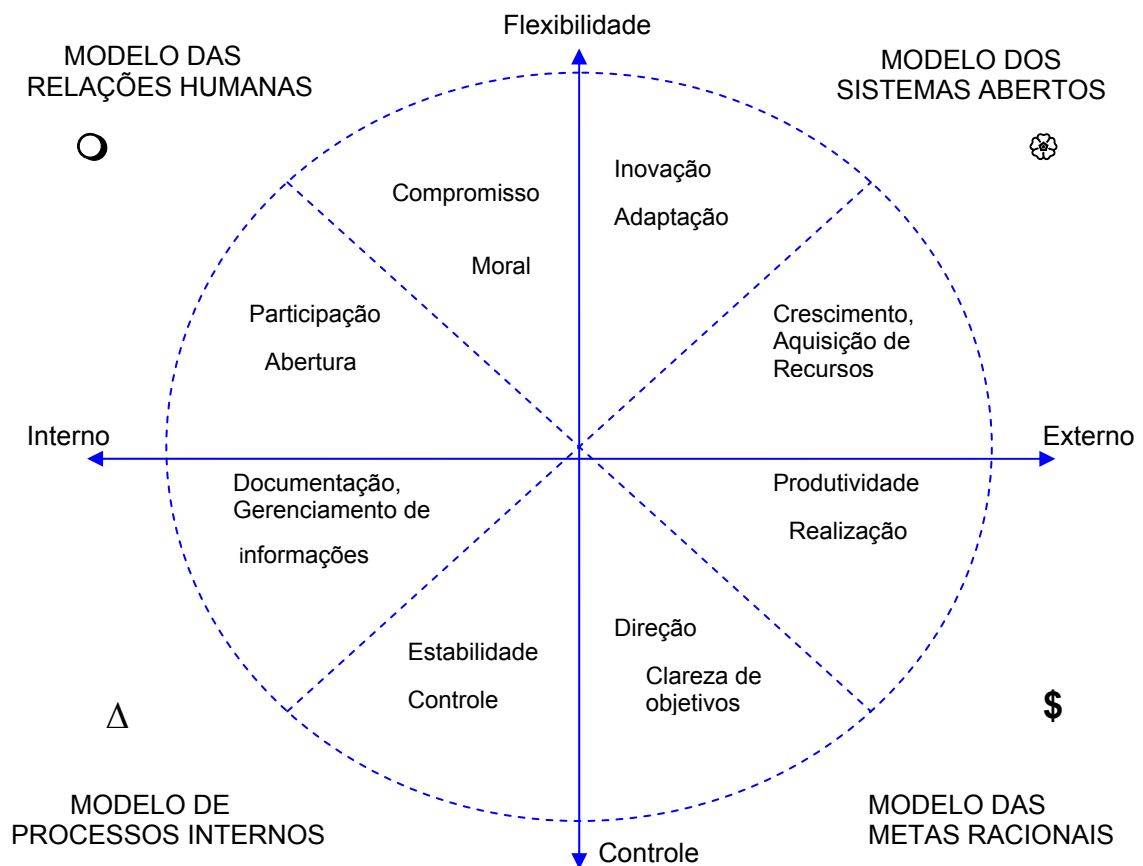 Flexibilidade
MODELO DAS
RELAÇÕES HUMANAS
MODELO DOS
SISTEMAS ABERTOS
Compromisso
Moral
Inovação
Adaptação
Participação
Abertura
Crescimento,
Aquisição de
Recursos
Interno
Externo
Documentação,
Gerenciamento de
informações
Produtividade
Realização
Estabilidade
Controle
Direção
Clareza de
objetivos
Δ
$
MODELO DE
PROCESSOS INTERNOS
MODELO DAS
METAS RACIONAIS
Controle